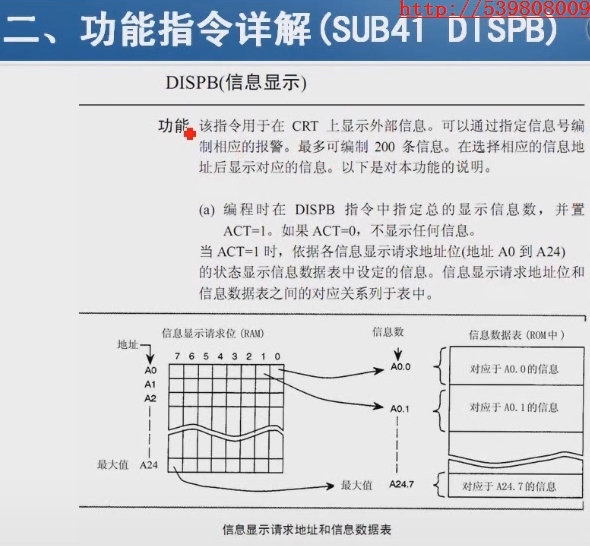 http://539808009
二、功能指令详解(SUB41 DISPB)
DISPB(信息显示)
功能 该指令用于在 CRT 上显示外部信息。可以通过指定信息号编
制相应的报警。最多可编制 200 条信息。在选择相应的信息地
址后显示对应的信息。以下是对本功能的说明。
(a) 编程时在 DISPB 指令中指定总的显示信息数，并置
ACT=1。如果 ACT=0，不显示任何信息。
当 ACT=1 时，依据各信息显示请求地址位(地址 A0 到 A24)
的状态显示信息数据表中设定的信息。信息显示请求地址位和
信息数据表之间的对应关系列于表中。
信息显示请求位 (RAM) 信息数 信息数据表 (ROM 中)
地址
7 6 5 4 3 2 1 0
A0 A0.0 对应于 A0.0 的信息
A1
A2 A0.1 对应于 A0.1 的信息
最大值 A24 最大值 A24.7 对应于 A24.7 的信息
信息显示请求地址和信息数据表